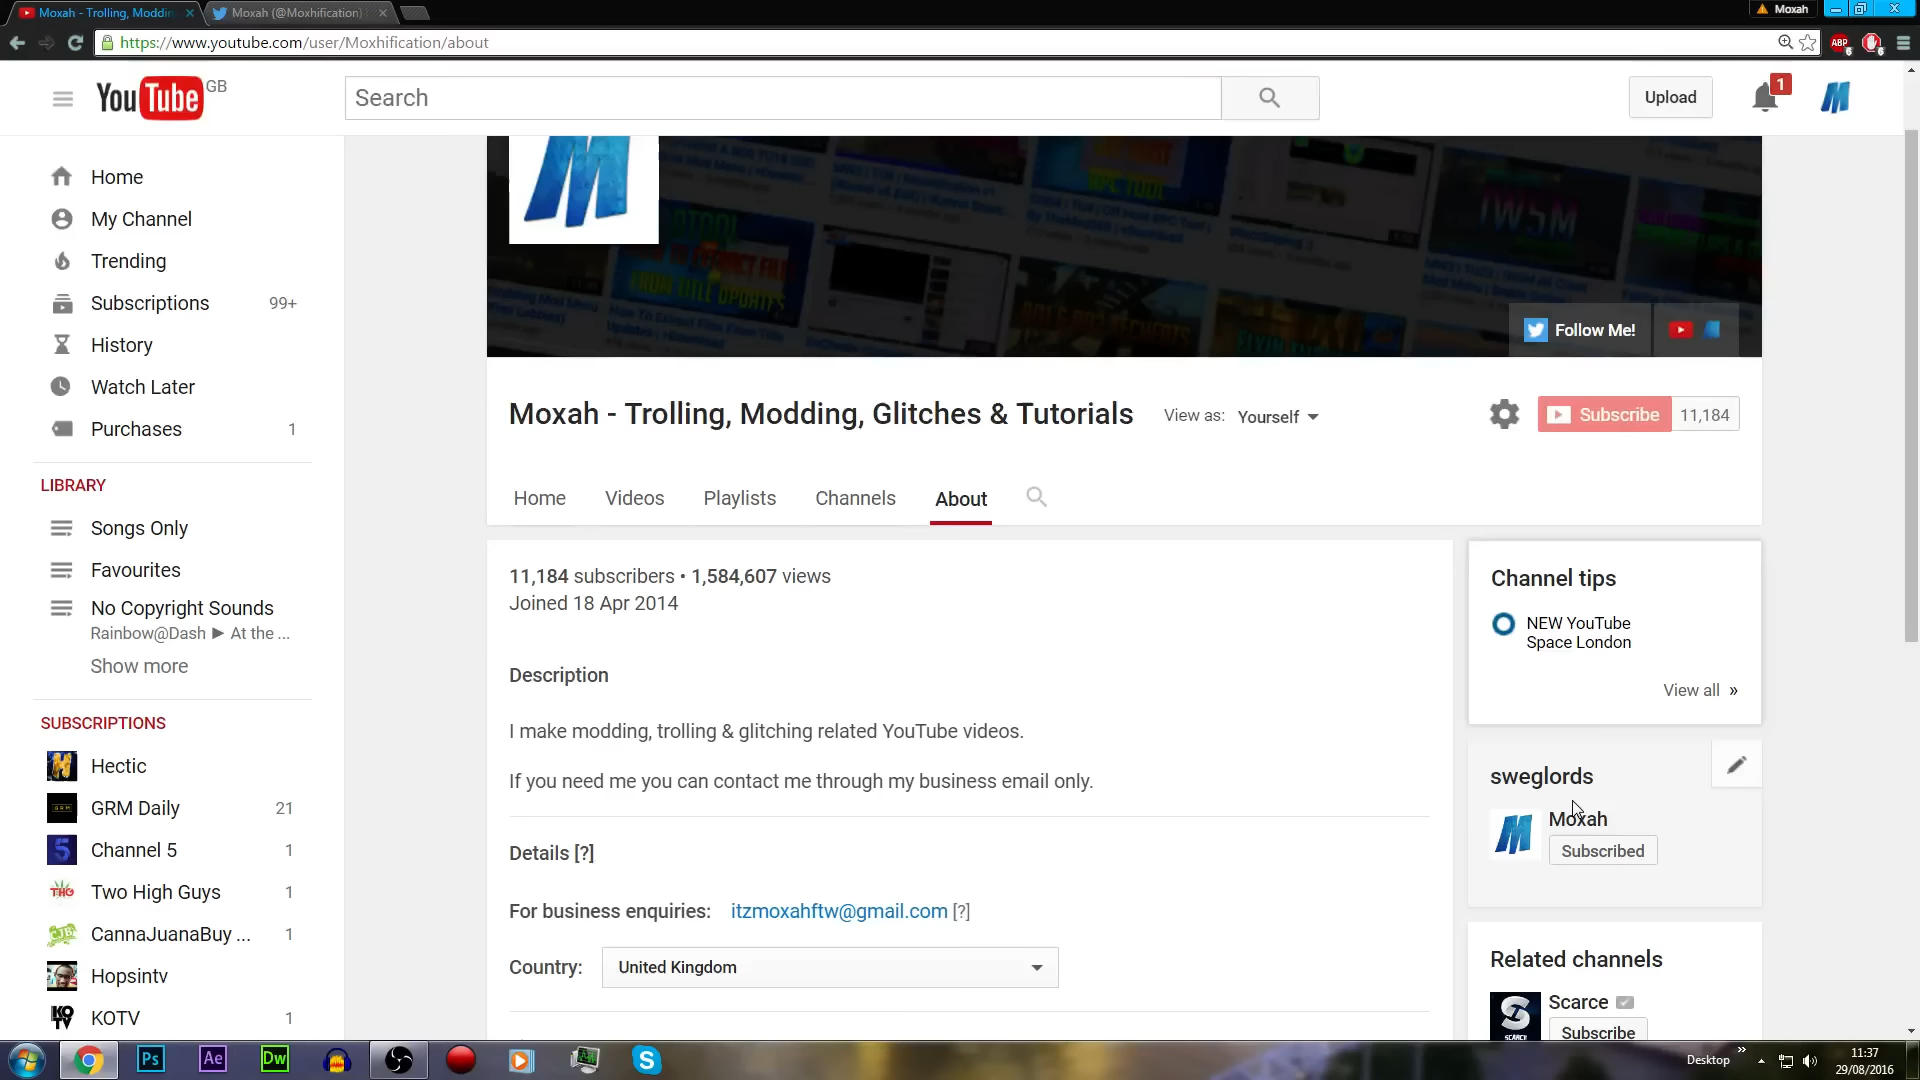 Moxah - Trolling, Moddin
Moxah (@Moxhification)
Moxah
https://www.youtube.com/user/Moxhification/about
ABP
6
6
YouTube GB
Search
Upload
1
Home
My Channel
Trending
Subscriptions 99+
History
Watch Later
Purchases 1
LIBRARY
Songs Only
Favourites
No Copyright Sounds
Rainbow@Dash ► At the ...
Show more
SUBSCRIPTIONS
Hectic
GRM Daily 21
Channel 5 1
Two High Guys 1
CannaJuanaBuy ... 1
Hopsintv
KOTV 1
Follow Me!
Moxah - Trolling, Modding, Glitches & Tutorials
View as: Yourself
Subscribe 11,184
Home Videos Playlists Channels About
11,184 subscribers • 1,584,607 views
Joined 18 Apr 2014
Description
I make modding, trolling & glitching related YouTube videos.
If you need me you can contact me through my business email only.
Details [?]
For business enquiries: itzmoxahftw@gmail.com [?]
Country: United Kingdom
Channel tips
NEW YouTube
Space London
View all »
sweglords
Moxah
Subscribed
Related channels
Scarce
Subscribe
Ps
Ae
Dw
Desktop »
11:37
29/08/2016